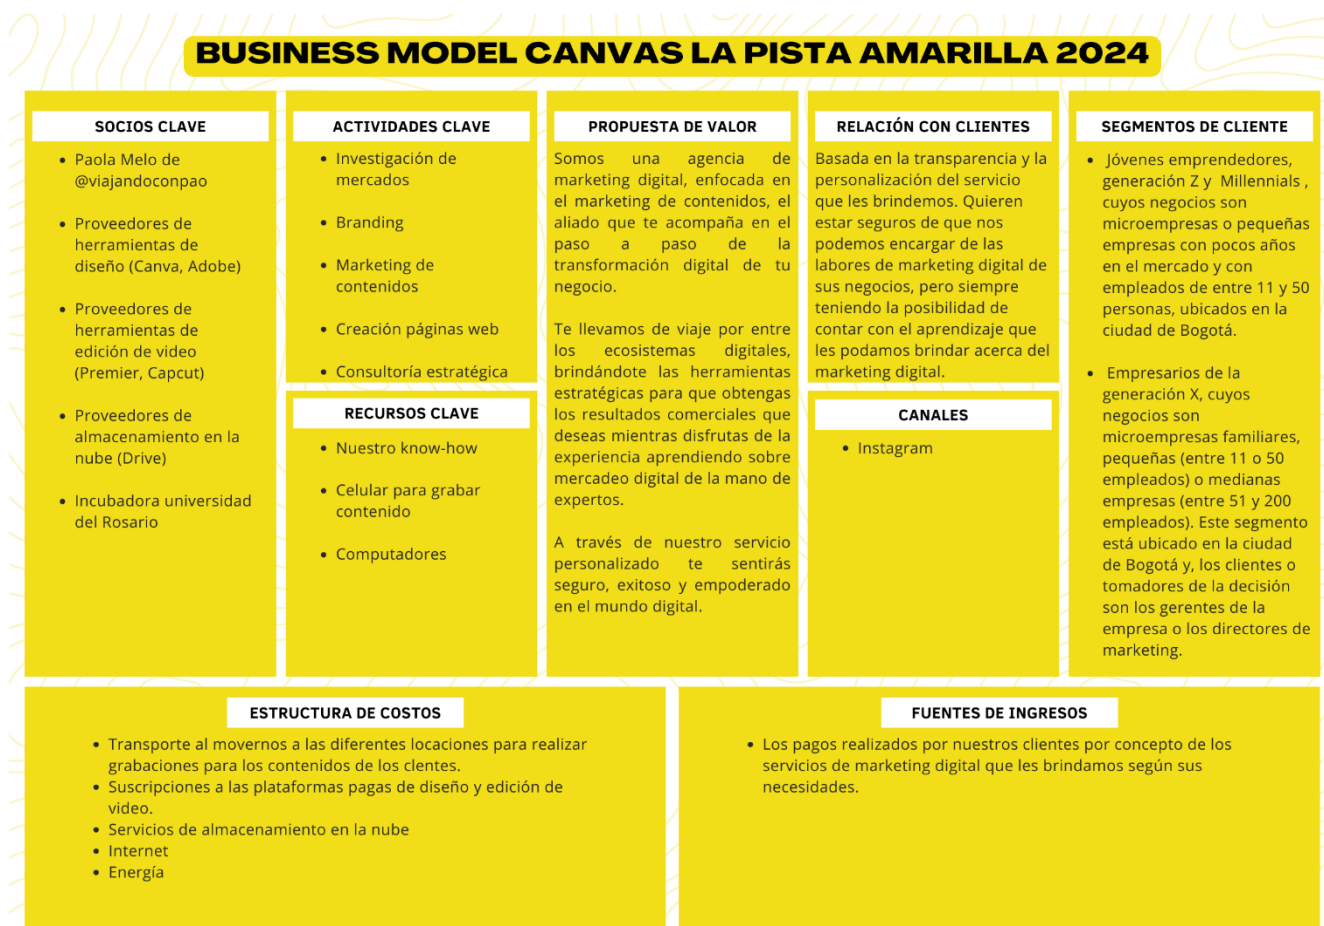 BUSINESS MODEL CANVAS LA PISTA AMARILLA 2024
SOCIOS CLAVE
• Paola Melo de
@viajandoconpao
• Proveedores de
herramientas de
diseño (Canva, Adobe)
• Proveedores de
herramientas de
edición de video
(Premier, Capcut)
• Proveedores de
almacenamiento en la
nube (Drive)
• Incubadora universidad
del Rosario
ACTIVIDADES CLAVE
• Investigación de
mercados
• Branding
• Marketing de
contenidos
• Creación páginas web
• Consultoría estratégica
RECURSOS CLAVE
• Nuestro know-how
• Celular para grabar
contenido
• Computadores
PROPUESTA DE VALOR
Somos una agencia de
marketing digital, enfocada en
el marketing de contenidos, el
aliado que te acompaña en el
paso a paso de la
transformación digital de tu
negocio.
Te llevamos de viaje por entre
los ecosistemas digitales,
brindándote las herramientas
estratégicas para que obtengas
los resultados comerciales que
deseas mientras disfrutas de la
experiencia aprendiendo sobre
mercadeo digital de la mano de
expertos.
A través de nuestro servicio
personalizado te sentirás
seguro, exitoso y empoderado
en el mundo digital.
RELACIÓN CON CLIENTES
Basada en la transparencia y la
personalización del servicio
que les brindemos. Quieren
estar seguros de que nos
podemos encargar de las
labores de marketing digital de
sus negocios, pero siempre
teniendo la posibilidad de
contar con el aprendizaje que
les podamos brindar acerca del
marketing digital.
CANALES
• Instagram
SEGMENTOS DE CLIENTE
• Jóvenes emprendedores,
generación Z y Millennials ,
cuyos negocios son
microempresas o pequeñas
empresas con pocos años
en el mercado y con
empleados de entre 11 y 50
personas, ubicados en la
ciudad de Bogotá.
• Empresarios de la
generación X, cuyos
negocios son
microempresas familiares,
pequeñas (entre 11 o 50
empleados) o medianas
empresas (entre 51 y 200
empleados). Este segmento
está ubicado en la ciudad
de Bogotá y, los clientes o
tomadores de la decisión
son los gerentes de la
empresa o los directores de
marketing.
ESTRUCTURA DE COSTOS
• Transporte al movernos a las diferentes locaciones para realizar
grabaciones para los contenidos de los clentes.
• Suscripciones a las plataformas pagas de diseño y edición de
video.
• Servicios de almacenamiento en la nube
• Internet
• Energía
FUENTES DE INGRESOS
• Los pagos realizados por nuestros clientes por concepto de los
servicios de marketing digital que les brindamos según sus
necesidades.